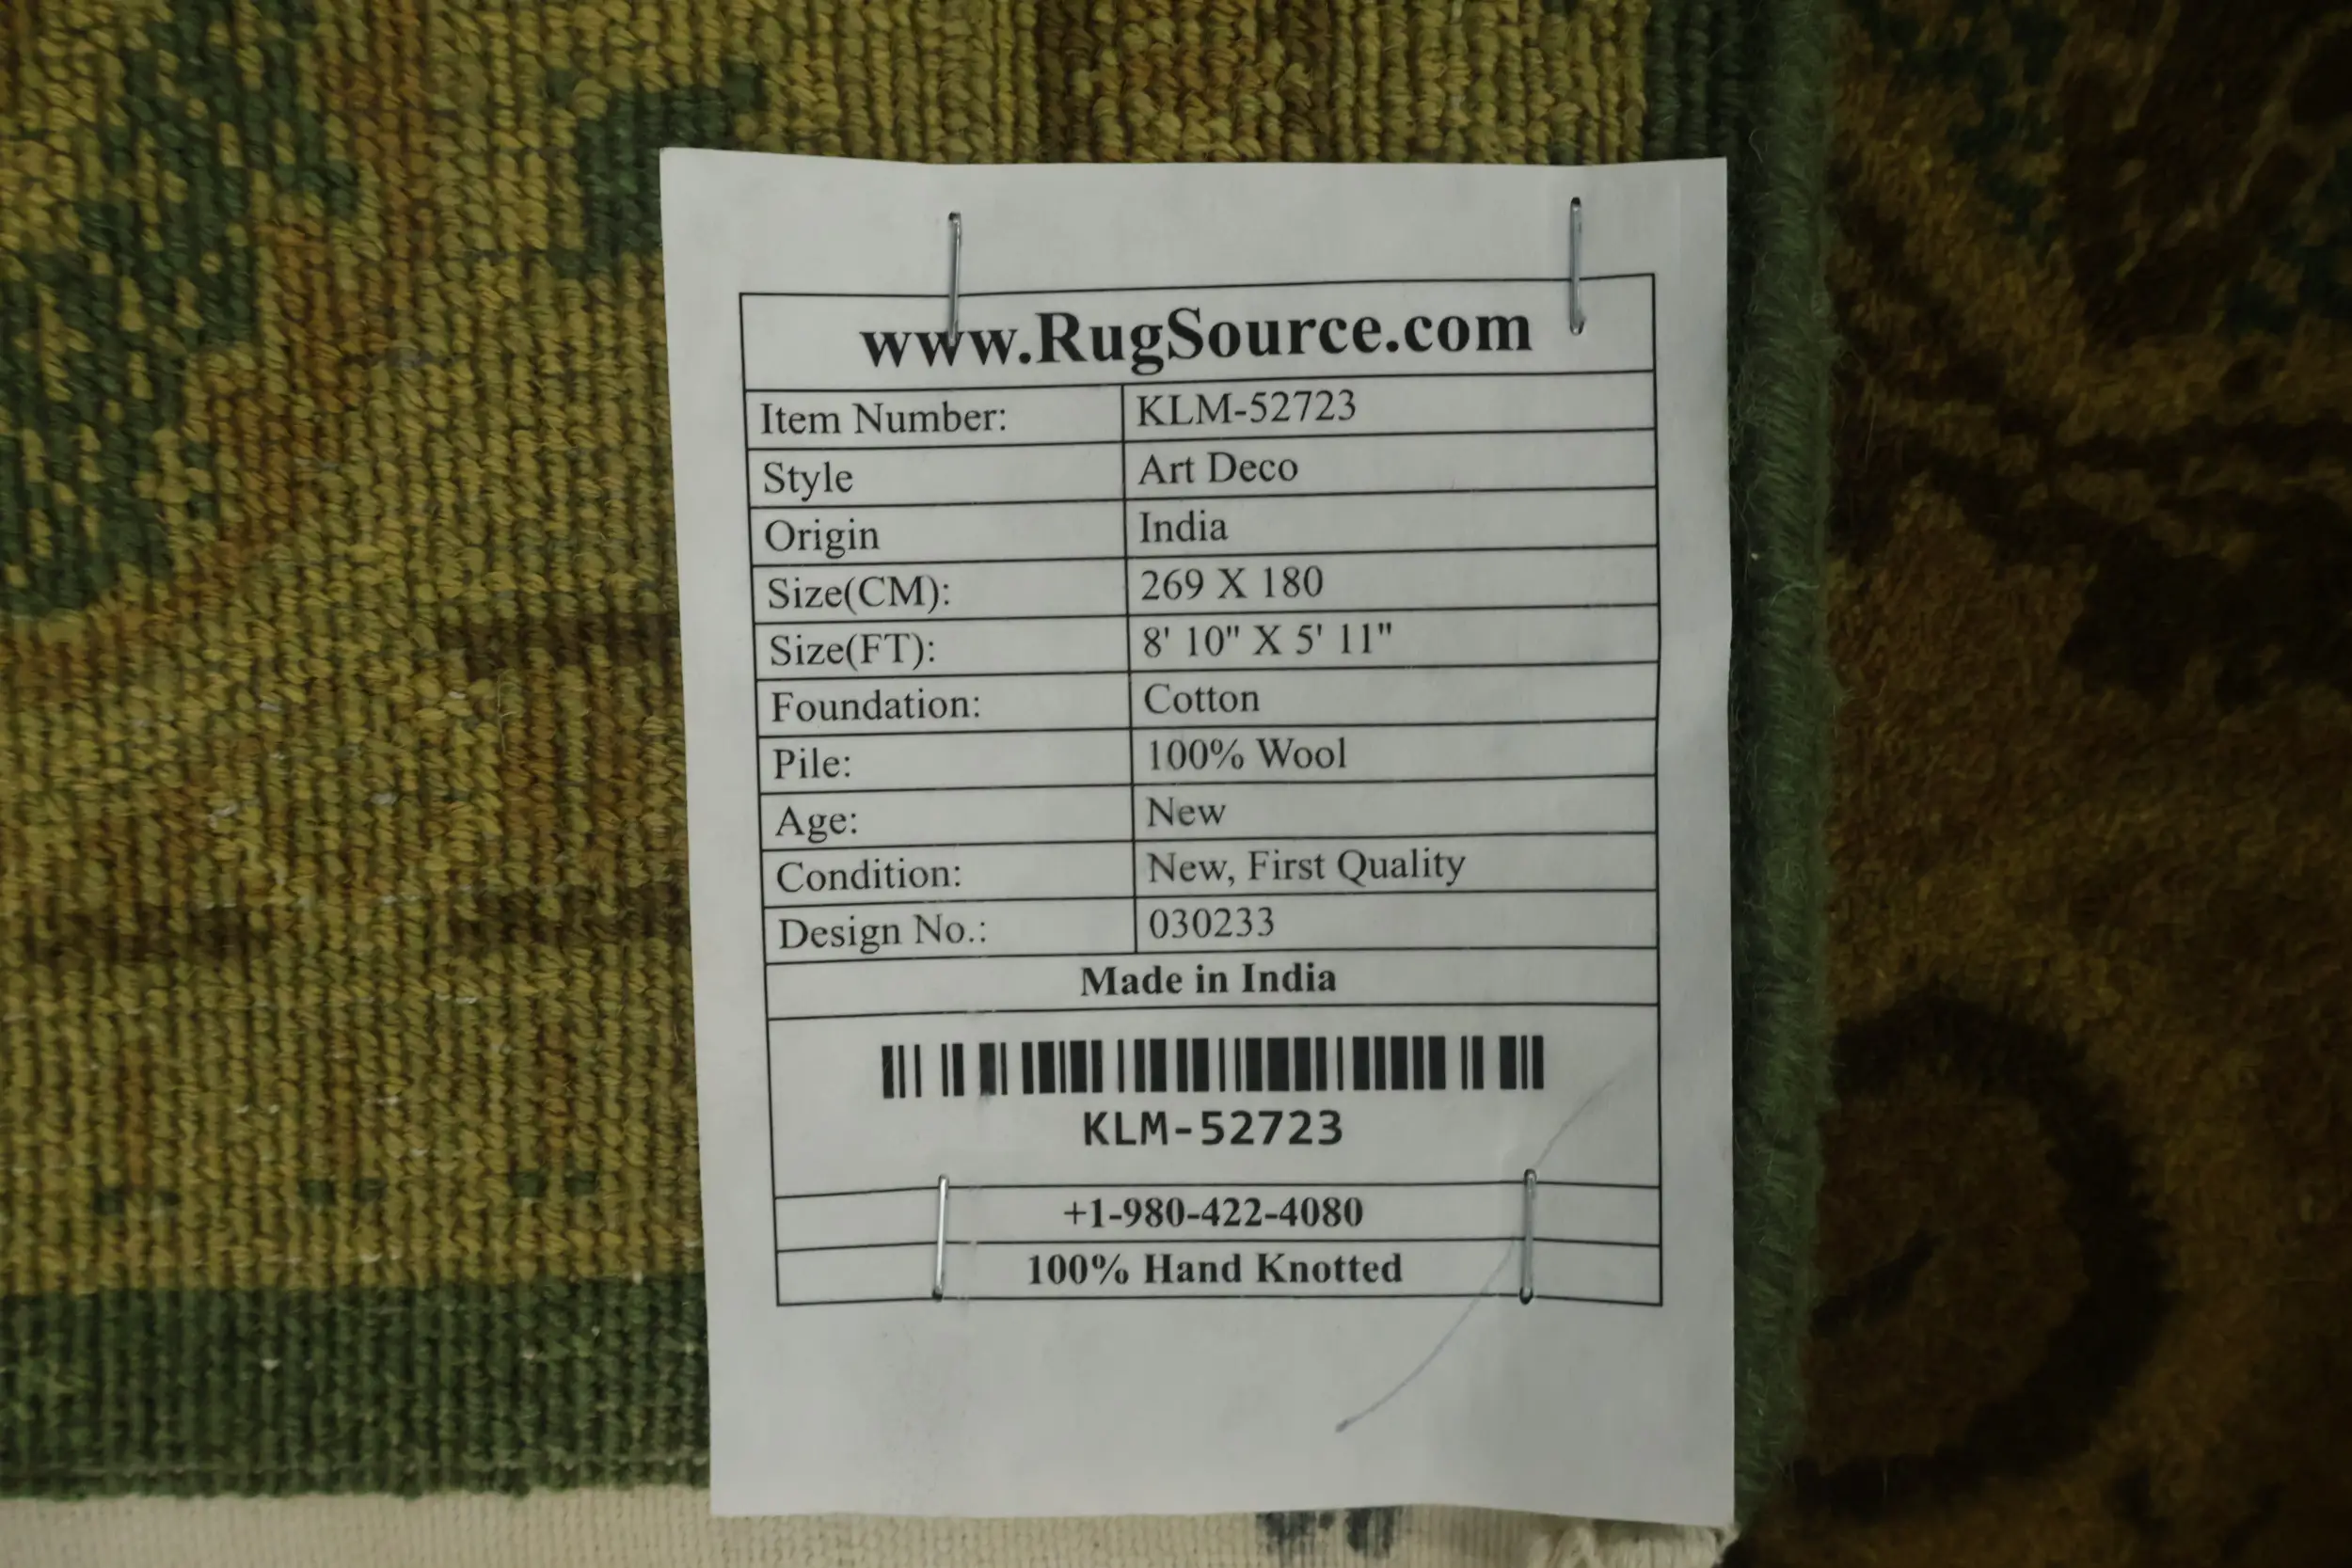 www.RugSource.com
Item Number: KLM-52723
Style Art Deco
Origin India
Size(CM): 269 X 180
Size(FT): 8' 10" X 5' 11"
Foundation: Cotton
Pile: 100% Wool
Age: New
Condition: New, First Quality
Design No.: 030233
Made in India
KLM-52723
+1-980-422-4080
100% Hand Knotted